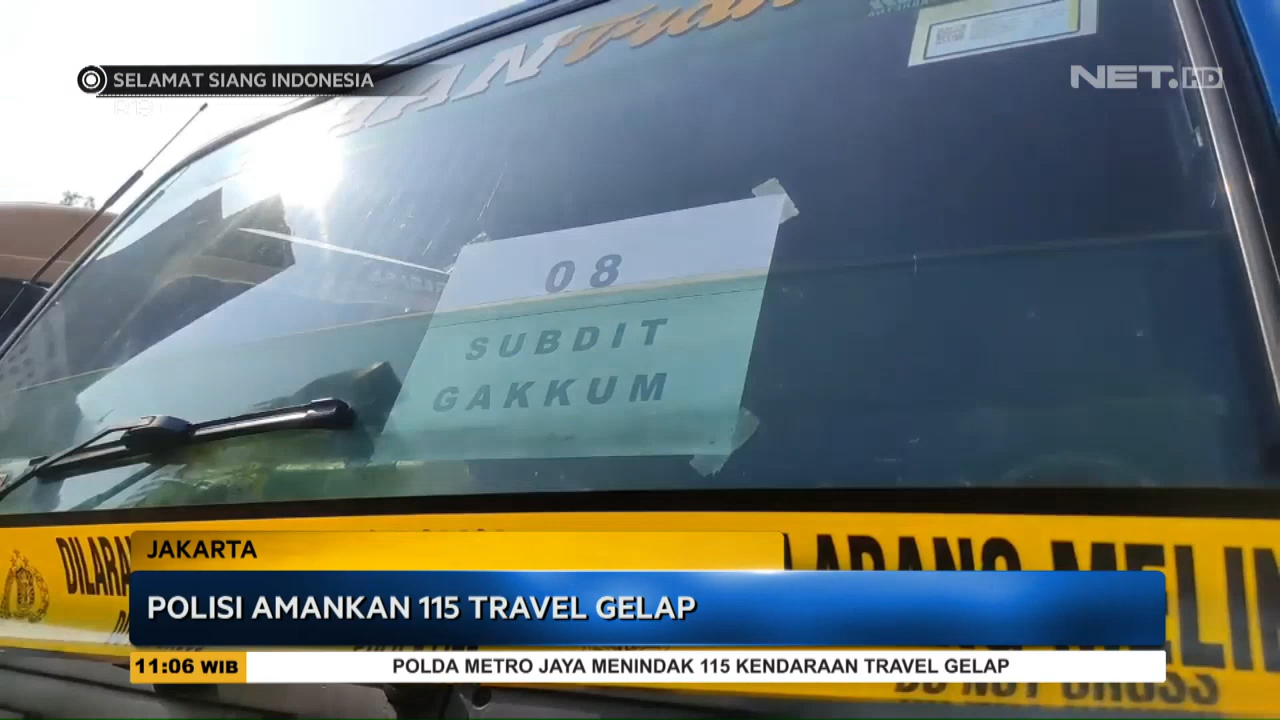 SELAMAT SIANG INDONESIA
NET. HD
08
SUBDIT
GAKKUM
JAKARTA
POLISI AMANKAN 115 TRAVEL GELAP
11:06 WIB
POLDA METRO JAYA MENINDAK 115 KENDARAAN TRAVEL GELAP